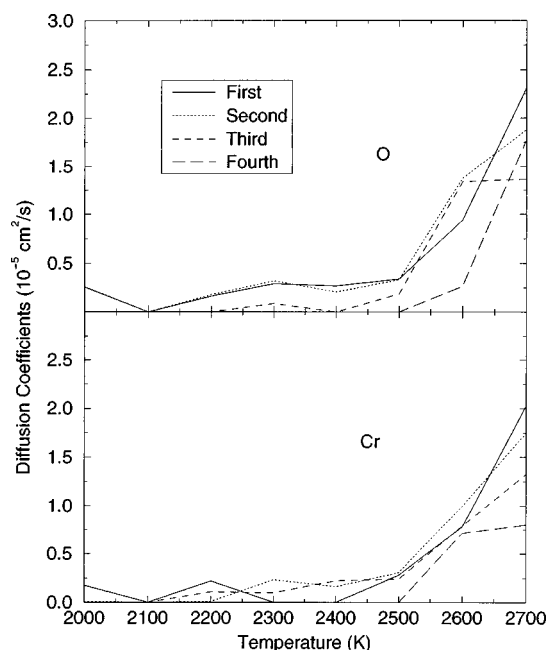 3.0
2.5
First
Second
2.0
Third
Fourth
O
1.5
1.0
0.5
Diffusion Coefficients (10⁻⁵ cm²/s)
2.5
2.0
Cr
1.5
1.0
0.5
0.0
2000 2100 2200 2300 2400 2500 2600 2700
Temperature (K)